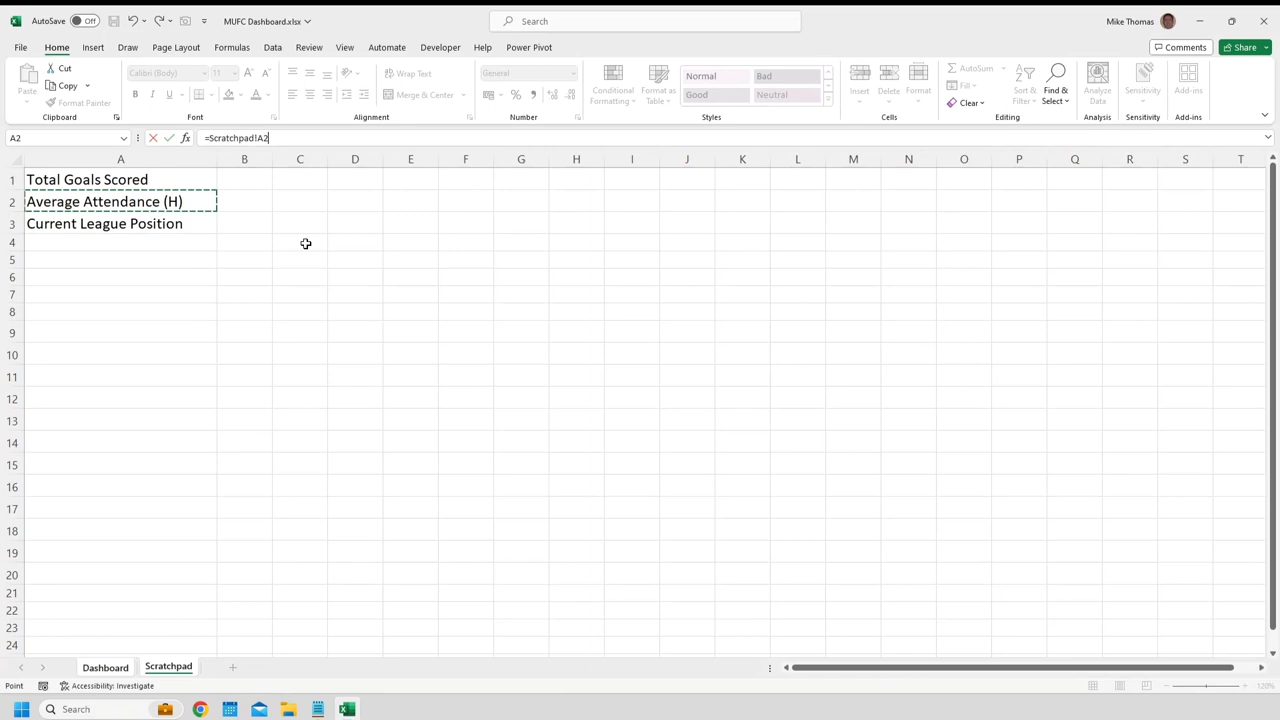 AutoSave Off MUFC Dashboard.xlsx Search Mike Thomas
File Home Insert Draw Page Layout Formulas Data Review View Automate Developer Help Power Pivot Comments Share
Paste Cut Copy Format Painter Clipboard
Calibri (Body) 11 B I U A A A Font
Wrap Text Merge & Center Alignment
General % Number
Conditional Formatting Format as Table Normal Bad Good Neutral Styles
Insert Delete Format Cells
AutoSum Fill Clear Sort & Filter Find & Select Editing
Analyze Data Analysis
Sensitivity Sensitivity
Add-ins Add-ins
A2 fx =Scratchpad!A2
A B C D E F G H I J K L M N O P Q R S T
1 Total Goals Scored
2 Average Attendance (H)
3 Current League Position
4
5
6
7
8
9
10
11
12
13
14
15
16
17
18
19
20
21
22
23
24
Dashboard Scratchpad
Point Accessibility: Investigate 120%
Search